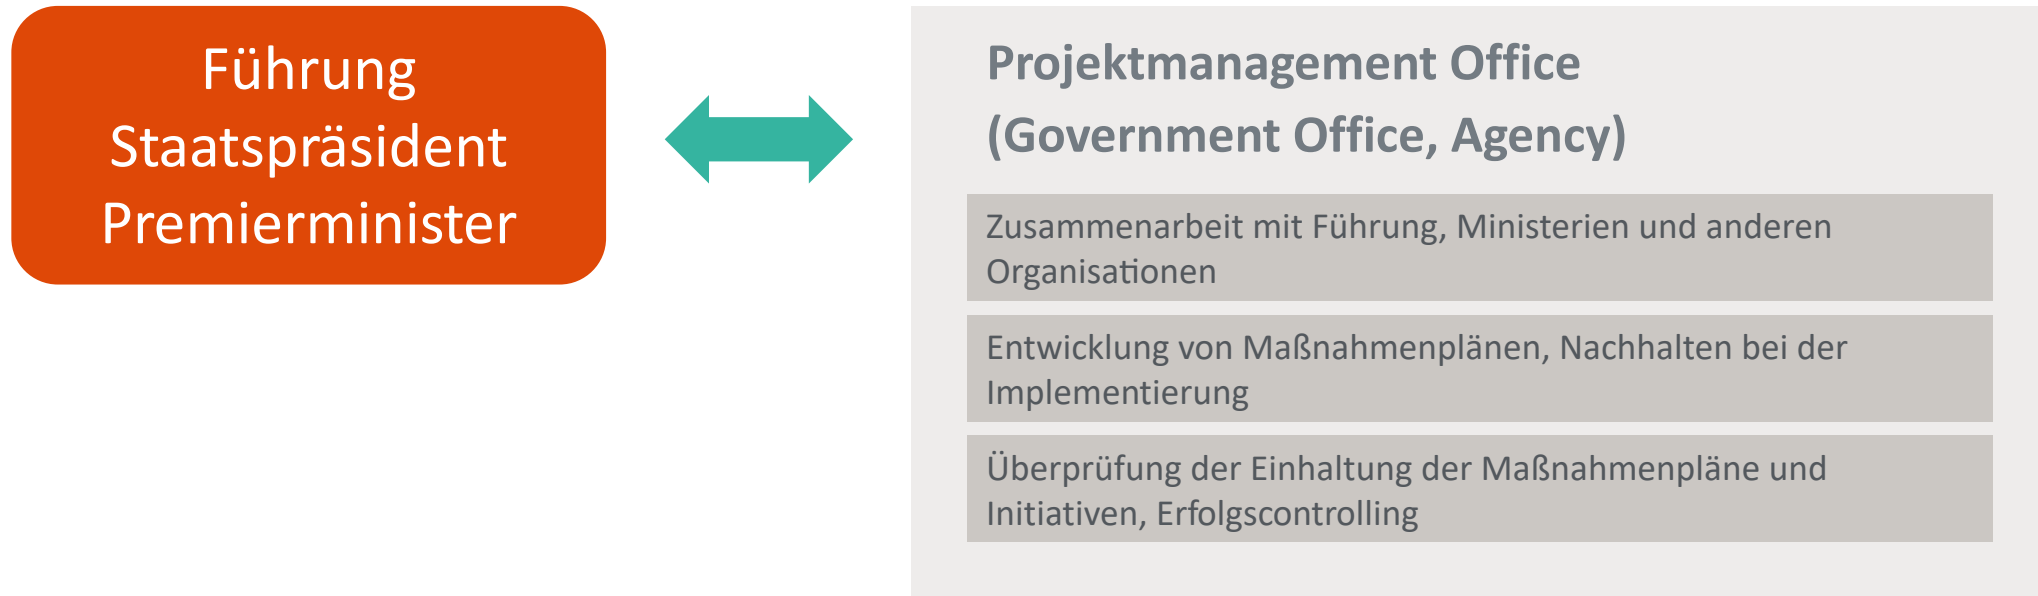 Führung
Staatspräsident
Premierminister
Projektmanagement Office
(Government Office, Agency)
Zusammenarbeit mit Führung, Ministerien und anderen
Organisationen
Entwicklung von Maßnahmenplänen, Nachhalten bei der
Implementierung
Überprüfung der Einhaltung der Maßnahmenpläne und
Initiativen, Erfolgscontrolling